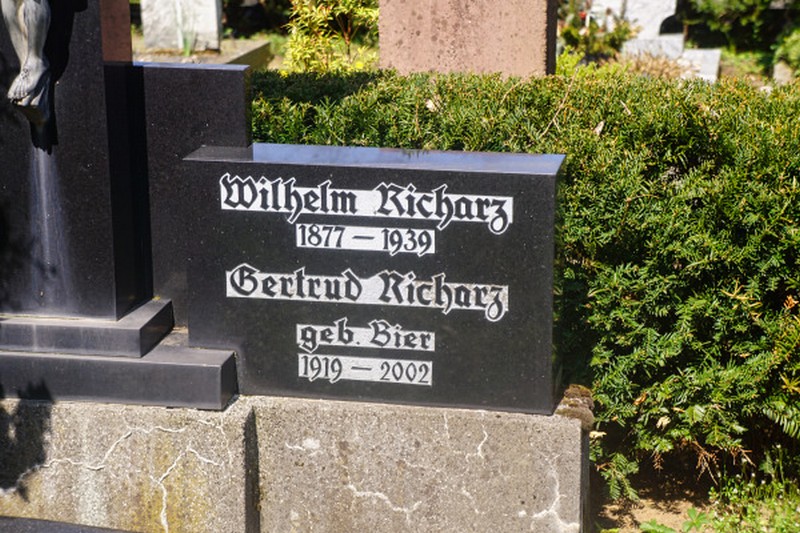 Wilhelm Richarz
1877 – 1939
Gertrud Richarz
geb. Bier
1919 – 2002